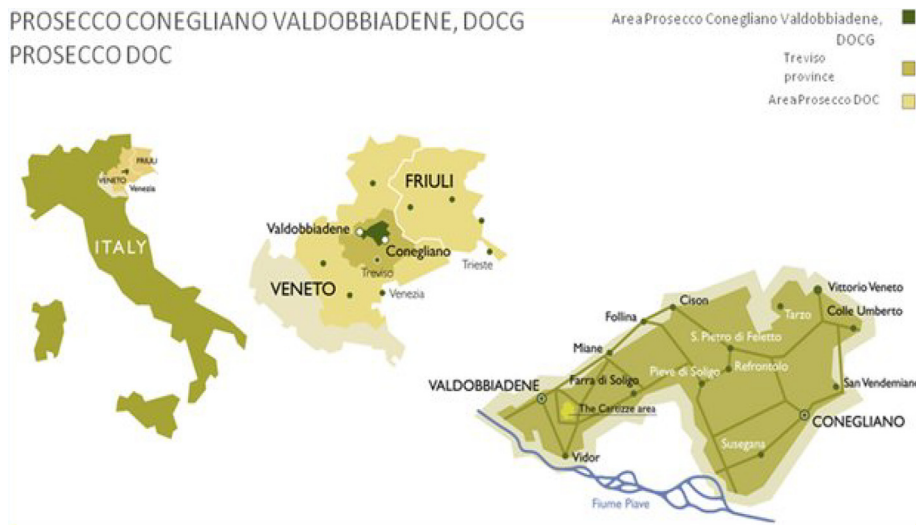 PROSECCO CONEGLIANO VALDOBBIADENE, DOCG
PROSECCO DOC
Area Prosecco Conegliano Valdobbiadene,
DOCG
Treviso
province
Area Prosecco DOC
FRIULI
VENETO
Venezia
ITALY
FRIULI
Valdobbiadene
Conegliano
Treviso
Trieste
VENETO
Venezia
Vittorio Veneto
Cison
Tarzo
Colle Umberto
Follina
S. Pietro di Feletto
Miane
Refrontolo
Pieve di Soligo
Farra di Soligo
San Vendemiano
VALDOBBIADENE
The Cartizze area
CONEGLIANO
Susegana
Vidor
Fiume Piave